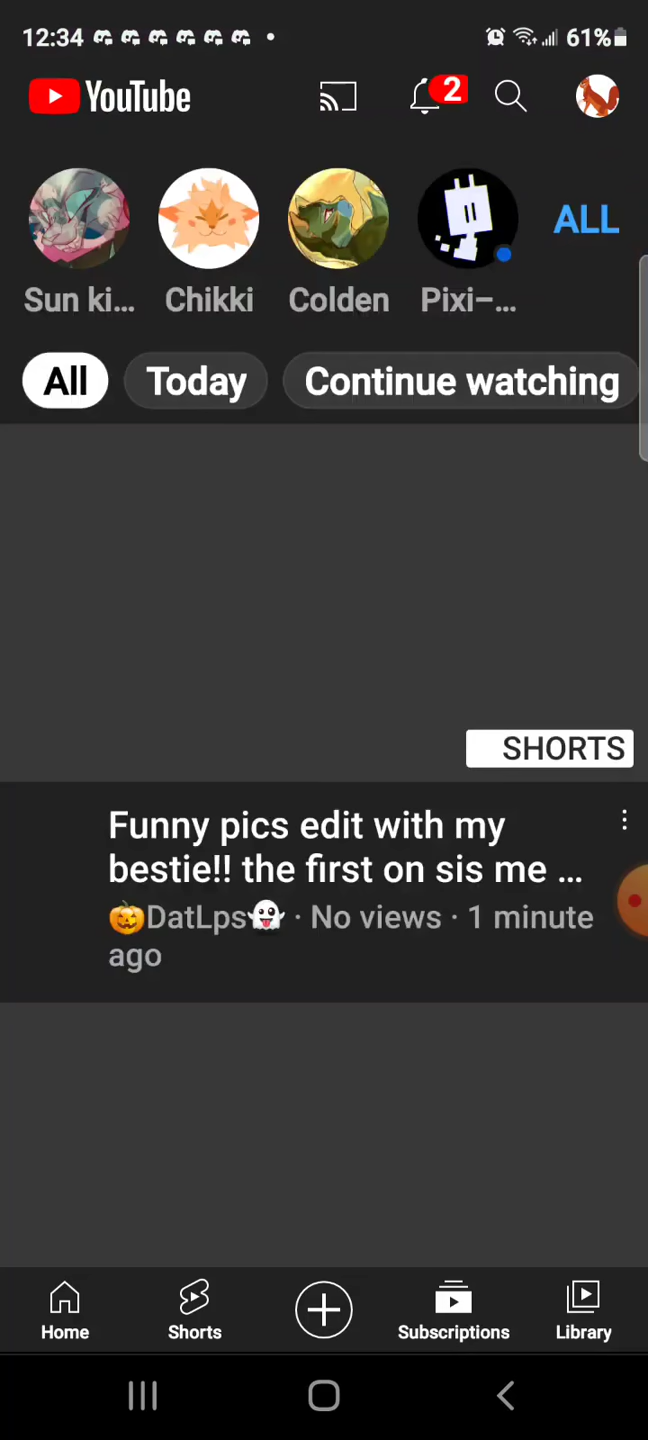 12:34 61%
YouTube 2
ALL
Sun ki... Chikki Colden Pixi–...
All Today Continue watching
SHORTS
Funny pics edit with my
bestie!! the first on sis me ...
🎃DatLps👻 · No views · 1 minute
ago
Home Shorts Subscriptions Library